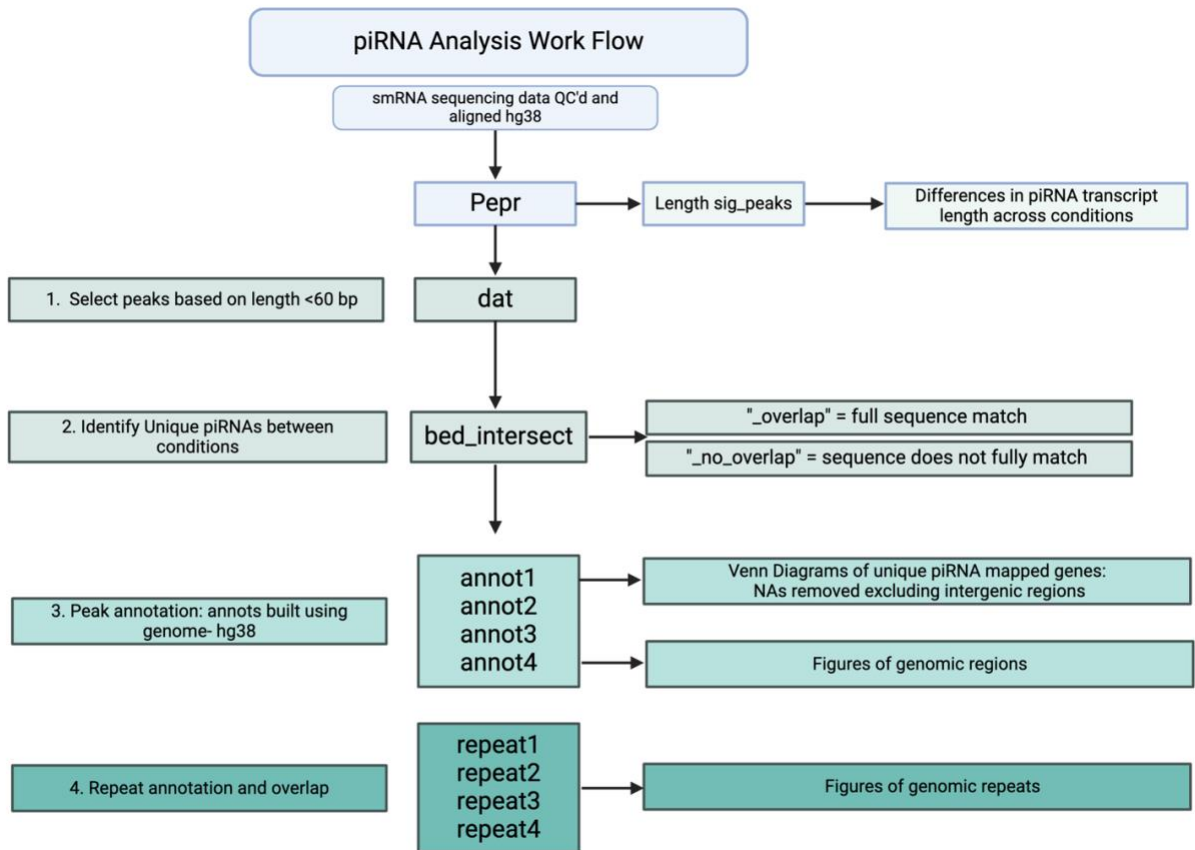 piRNA Analysis Work Flow
smRNA sequencing data QC'd and
aligned hg38
Pepr
Length sig_peaks
Differences in piRNA transcript
length across conditions
1. Select peaks based on length <60 bp
dat
2. Identify Unique piRNAs between
conditions
bed_intersect
"_overlap" = full sequence match
"_no_overlap" = sequence does not fully match
3. Peak annotation: annots built using
genome- hg38
annot1
annot2
annot3
annot4
Venn Diagrams of unique piRNA mapped genes:
NAs removed excluding intergenic regions
Figures of genomic regions
4. Repeat annotation and overlap
repeat1
repeat2
repeat3
repeat4
Figures of genomic repeats